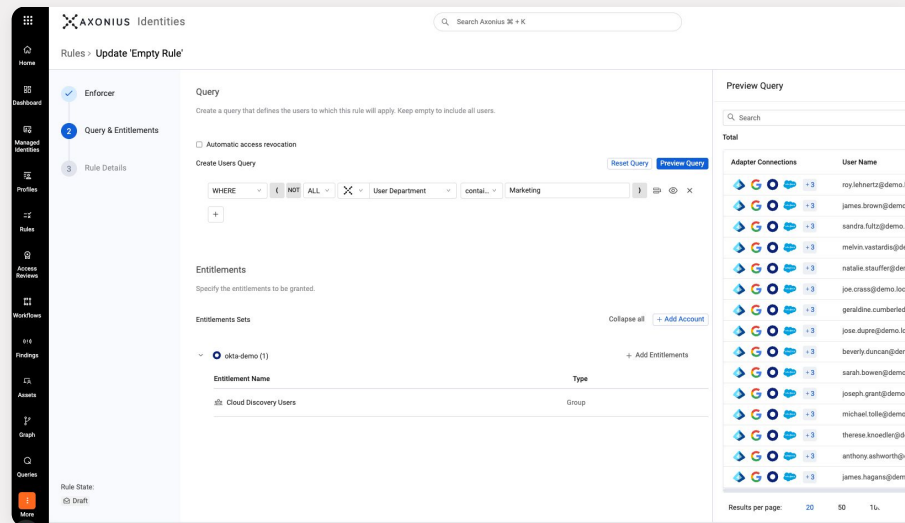 AXONIUS Identities
Search Axonius ⌘ + K
Rules > Update 'Empty Rule'
Home
Dashboard
Managed Identities
Profiles
Rules
Access Reviews
Workflows
Findings
Assets
Graph
Queries
More
Enforcer
2 Query & Entitlements
3 Rule Details
Rule State:
Draft
Query
Create a query that defines the users to which this rule will apply. Keep empty to include all users.
Automatic access revocation
Create Users Query
Reset Query
Preview Query
WHERE ( NOT ALL User Department contai... Marketing )
+
Entitlements
Specify the entitlements to be granted.
Entitlements Sets
Collapse all
+ Add Account
okta-demo (1)
+ Add Entitlements
Entitlement Name Type
Cloud Discovery Users Group
Preview Query
Search
Total
Adapter Connections User Name
+3 roy.lehnertz@demo.
+3 james.brown@demo
+3 sandra.fultz@demo.
+3 melvin.vastardis@de
+3 natalie.stauffer@den
+3 joe.crass@demo.loc
+3 geraldine.cumberled
+3 jose.dupre@demo.lo
+3 beverly.duncan@der
+3 sarah.bowen@demo
+3 joseph.grant@demo
+3 michael.tolle@demo
+3 therese.knoedler@d
+3 anthony.ashworth@
+3 james.hagans@dem
Results per page: 20 50